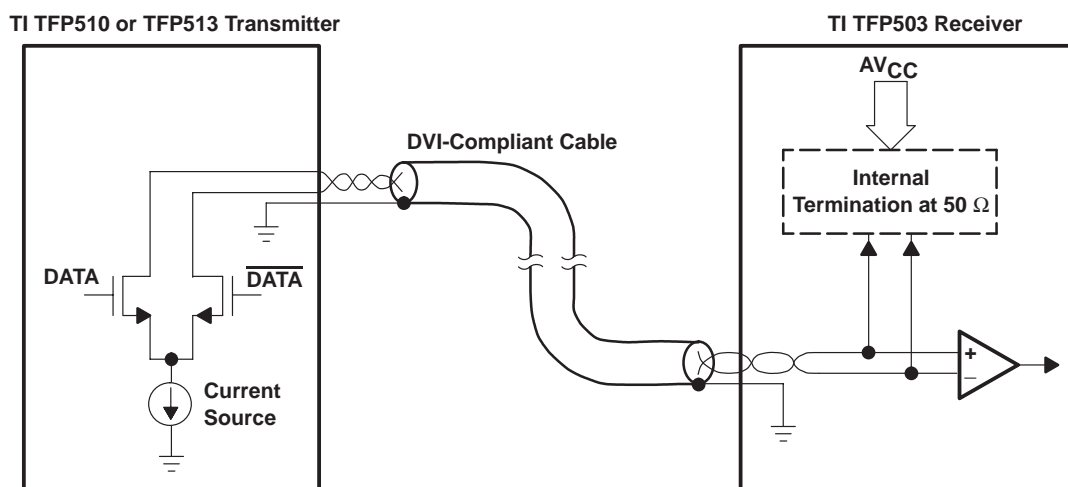 TI TFP510 or TFP513 Transmitter
TI TFP503 Receiver
AVCC
DVI-Compliant Cable
Internal
Termination at 50 Ω
DATA
DATA
+
−
Current
Source